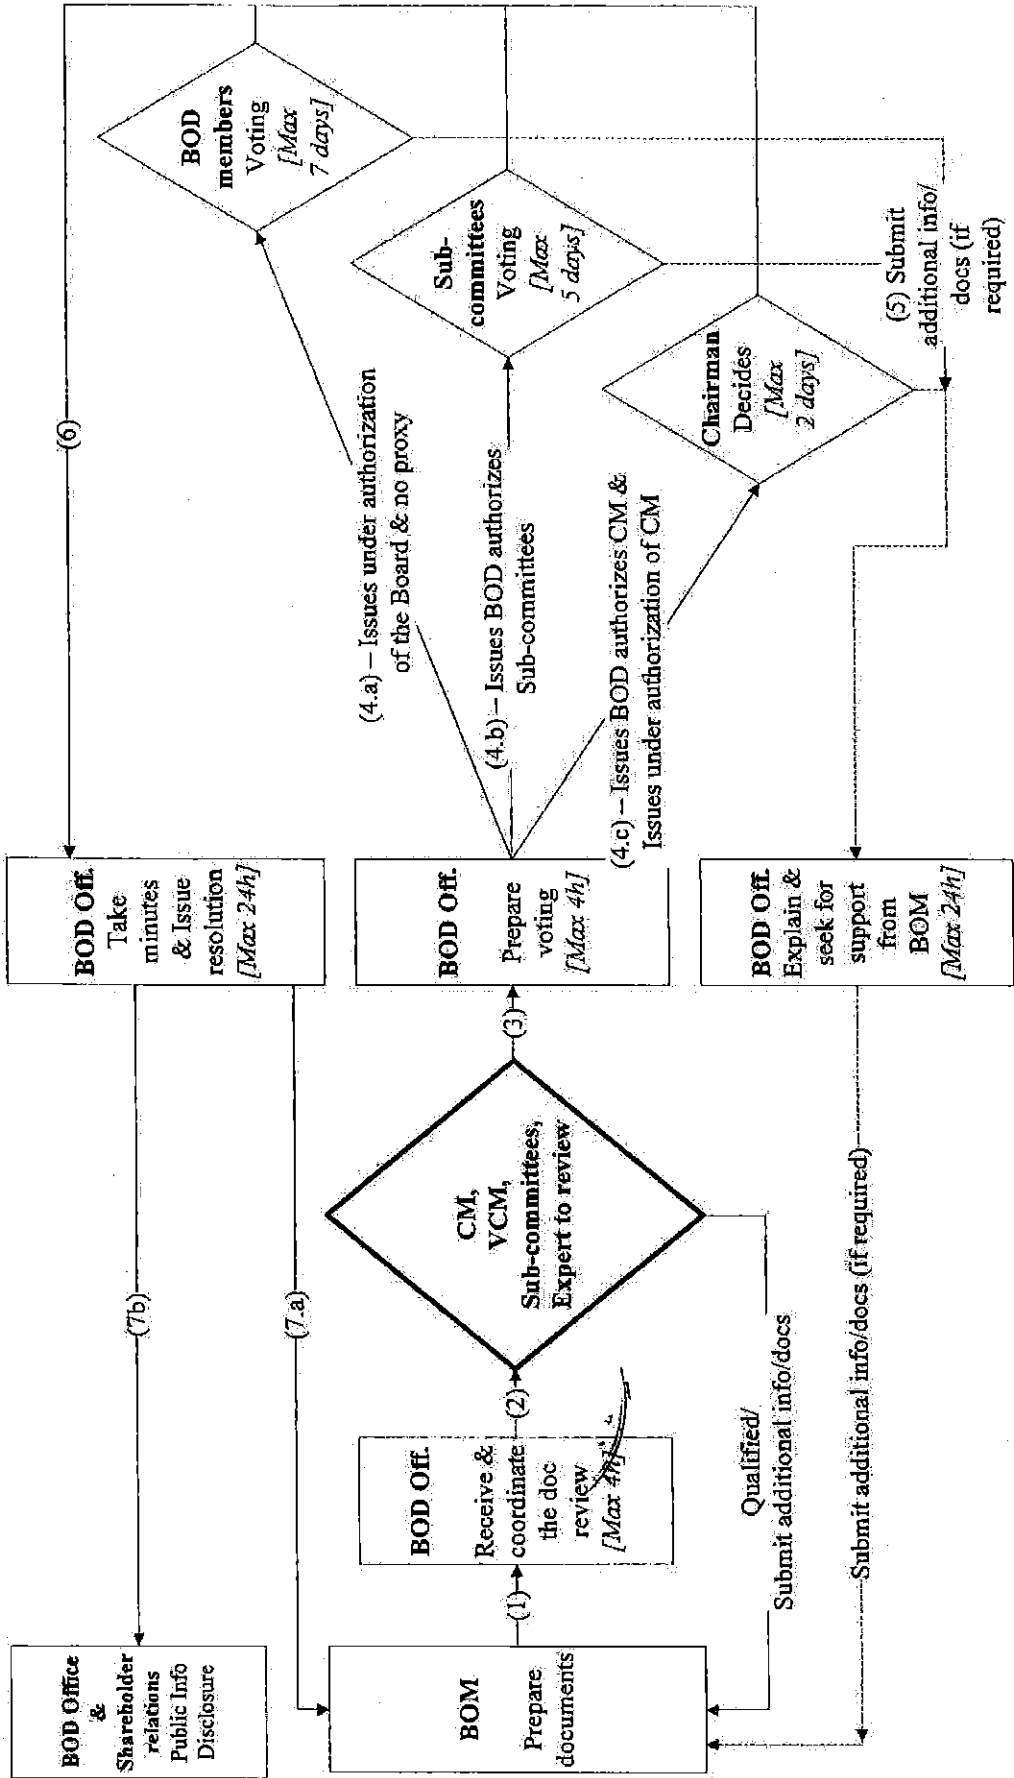 BOD Office
&
Shareholder
relations
Public Info
Disclosure
(7b)
BOD Off.
Take
minutes
& Issue
resolution
[Max 24h]
(6)
BOD
members
Voting
[Max
7 days]
(7.a)
BOM
Prepare
documents
(1)
BOD Off.
Receive &
coordinate
the doc
review
[Max 4h]
(2)
CM,
VCM,
Sub-committees,
Expert to review
(3)
BOD Off.
Prepare
voting
[Max 4h]
(4.a) – Issues under authorization
of the Board & no proxy
(4.b) – Issues BOD authorizes
Sub-committees
(4.c) – Issues BOD authorizes CM &
Issues under authorization of CM
Sub-
committees
Voting
[Max
5 days]
Chairman
Decides
[Max
2 days]
(5) Submit
additional info/
docs (if
required)
BOD Off.
Explain &
seek for
support
from
BOM
[Max 24h]
Qualified/
Submit additional info/docs
Submit additional info/docs (if required)